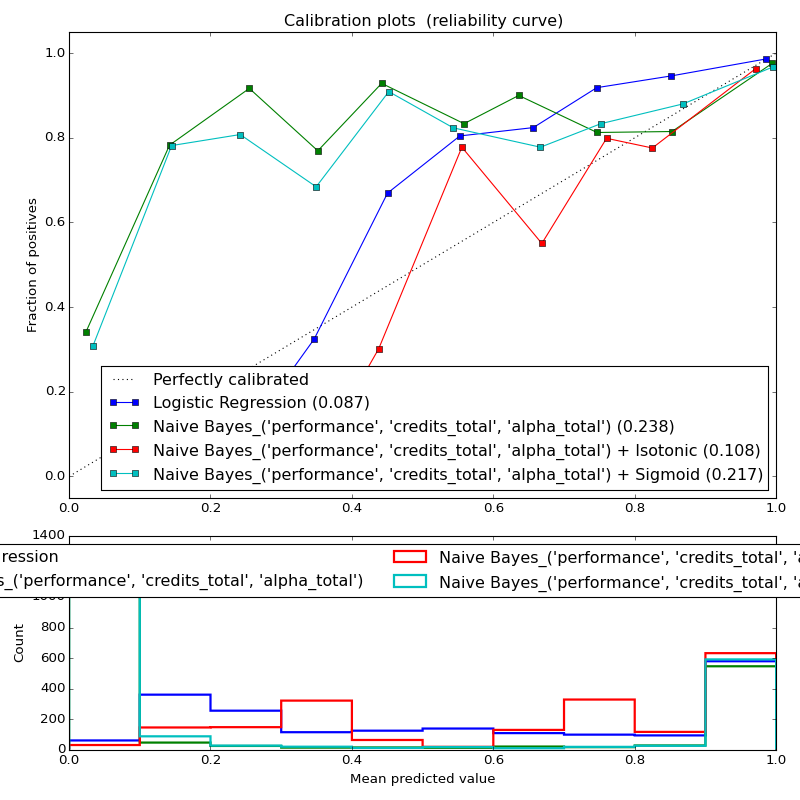 Calibration plots (reliability curve)
1.0
0.8
0.6
0.4
0.2
0.0
Fraction of positives
Perfectly calibrated
Logistic Regression (0.087)
Naive Bayes_('performance', 'credits_total', 'alpha_total') (0.238)
Naive Bayes_('performance', 'credits_total', 'alpha_total') + Isotonic (0.108)
Naive Bayes_('performance', 'credits_total', 'alpha_total') + Sigmoid (0.217)
0.0 0.2 0.4 0.6 0.8 1.0
1400
ression
s_('performance', 'credits_total', 'alpha_total')
Naive Bayes_('performance', 'credits_total', 'a
Naive Bayes_('performance', 'credits_total', 'a
1000
800
600
400
200
0
Count
0.0 0.2 0.4 0.6 0.8 1.0
Mean predicted value